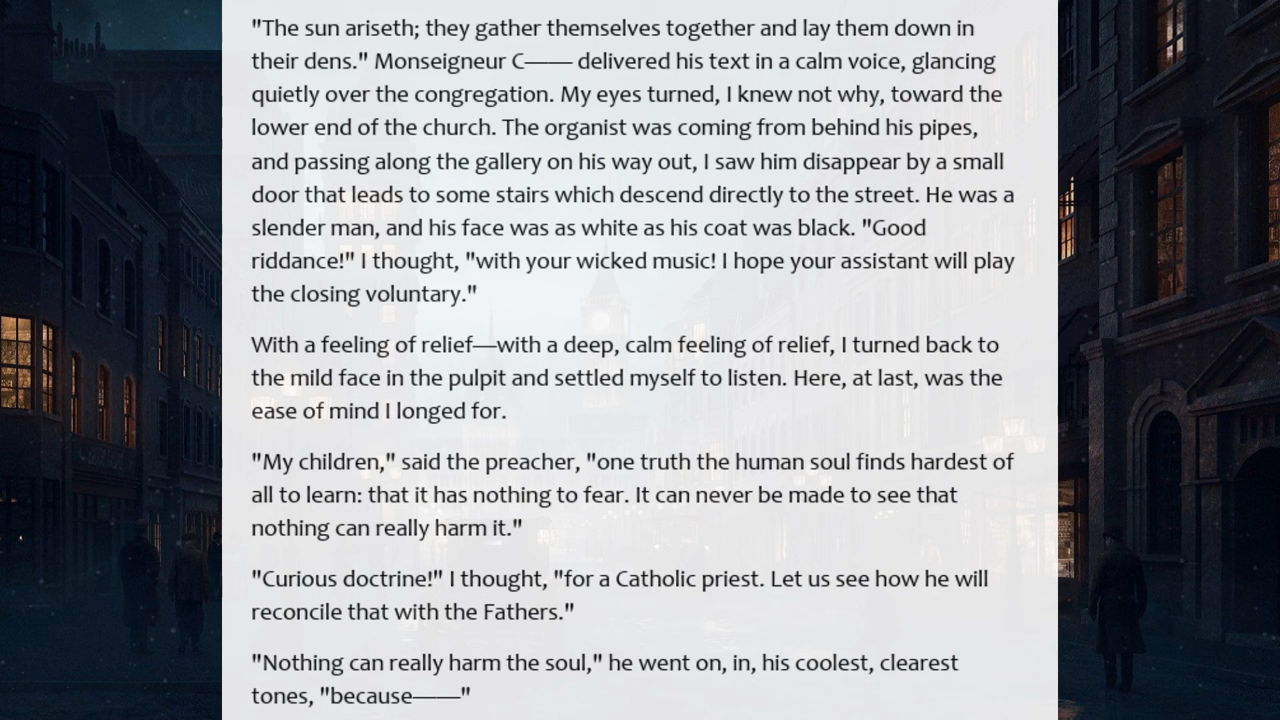 "The sun ariseth; they gather themselves together and lay them down in
their dens." Monseigneur C—— delivered his text in a calm voice, glancing
quietly over the congregation. My eyes turned, I knew not why, toward the
lower end of the church. The organist was coming from behind his pipes,
and passing along the gallery on his way out, I saw him disappear by a small
door that leads to some stairs which descend directly to the street. He was a
slender man, and his face was as white as his coat was black. "Good
riddance!" I thought, "with your wicked music! I hope your assistant will play
the closing voluntary."
With a feeling of relief—with a deep, calm feeling of relief, I turned back to
the mild face in the pulpit and settled myself to listen. Here, at last, was the
ease of mind I longed for.
"My children," said the preacher, "one truth the human soul finds hardest of
all to learn: that it has nothing to fear. It can never be made to see that
nothing can really harm it."
"Curious doctrine!" I thought, "for a Catholic priest. Let us see how he will
reconcile that with the Fathers."
"Nothing can really harm the soul," he went on, in, his coolest, clearest
tones, "because——"